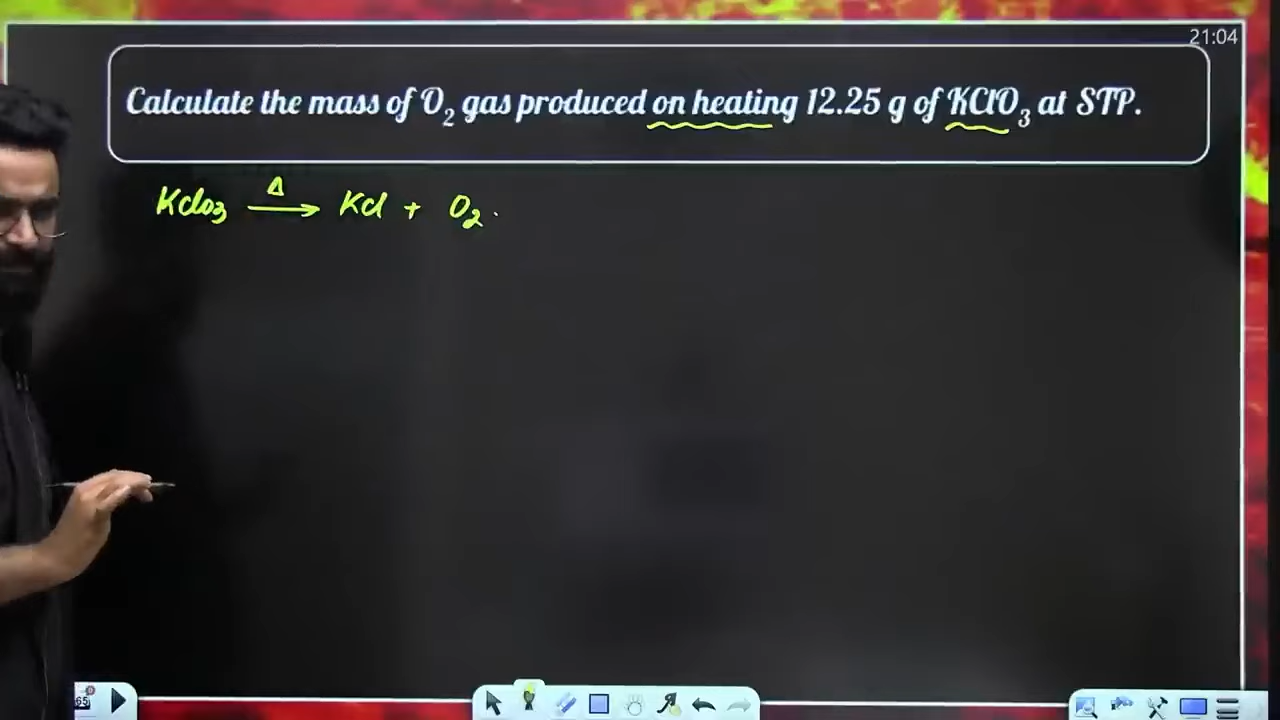 21:04
Calculate the mass of O₂ gas produced on heating 12.25 g of KClO₃ at STP.
KClO₃ —Δ→ KCl + O₂.
65